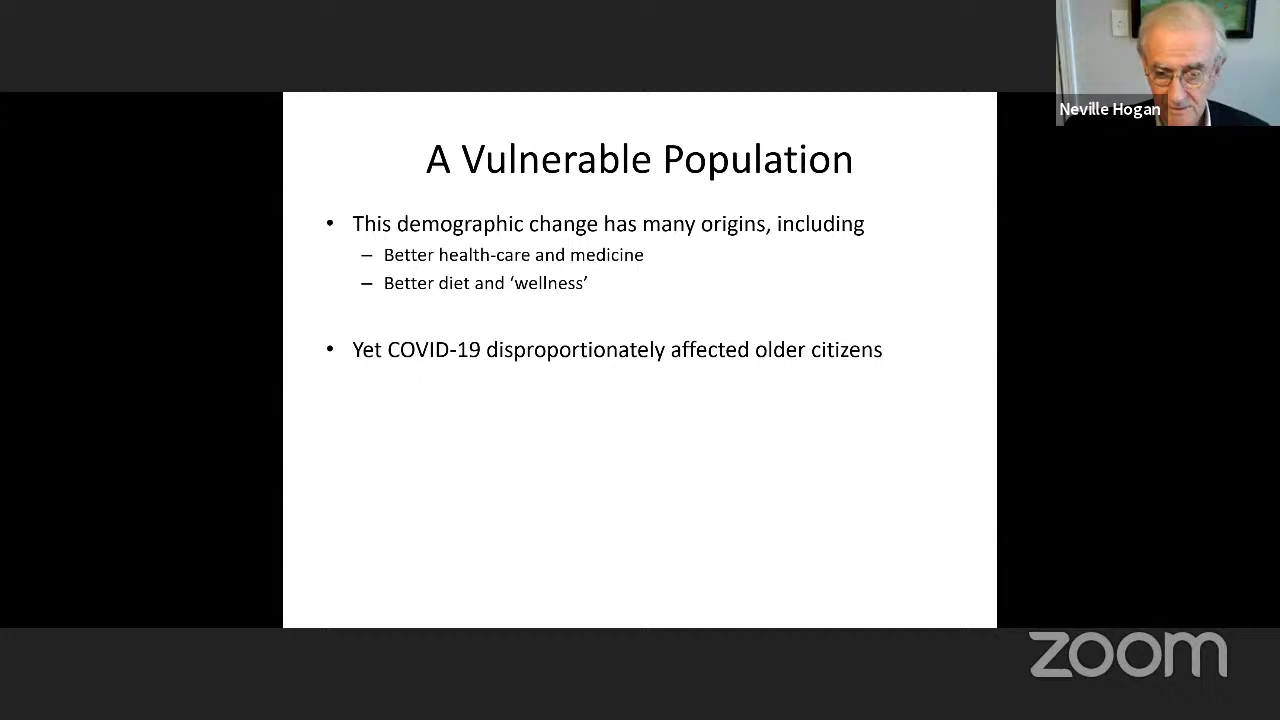 Neville Hogan
A Vulnerable Population
• This demographic change has many origins, including
– Better health-care and medicine
– Better diet and ‘wellness’
• Yet COVID-19 disproportionately affected older citizens
zoom